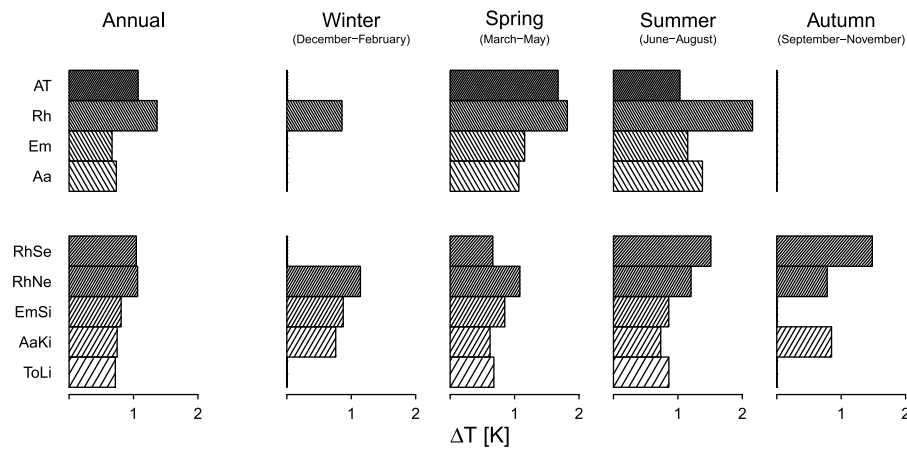 Annual Winter Spring Summer Autumn
(December−February) (March−May) (June−August) (September−November)
AT
Rh
Em
Aa
RhSe
RhNe
EmSi
AaKi
ToLi
1 2 1 2 1 2 1 2 1 2
ΔT [K]